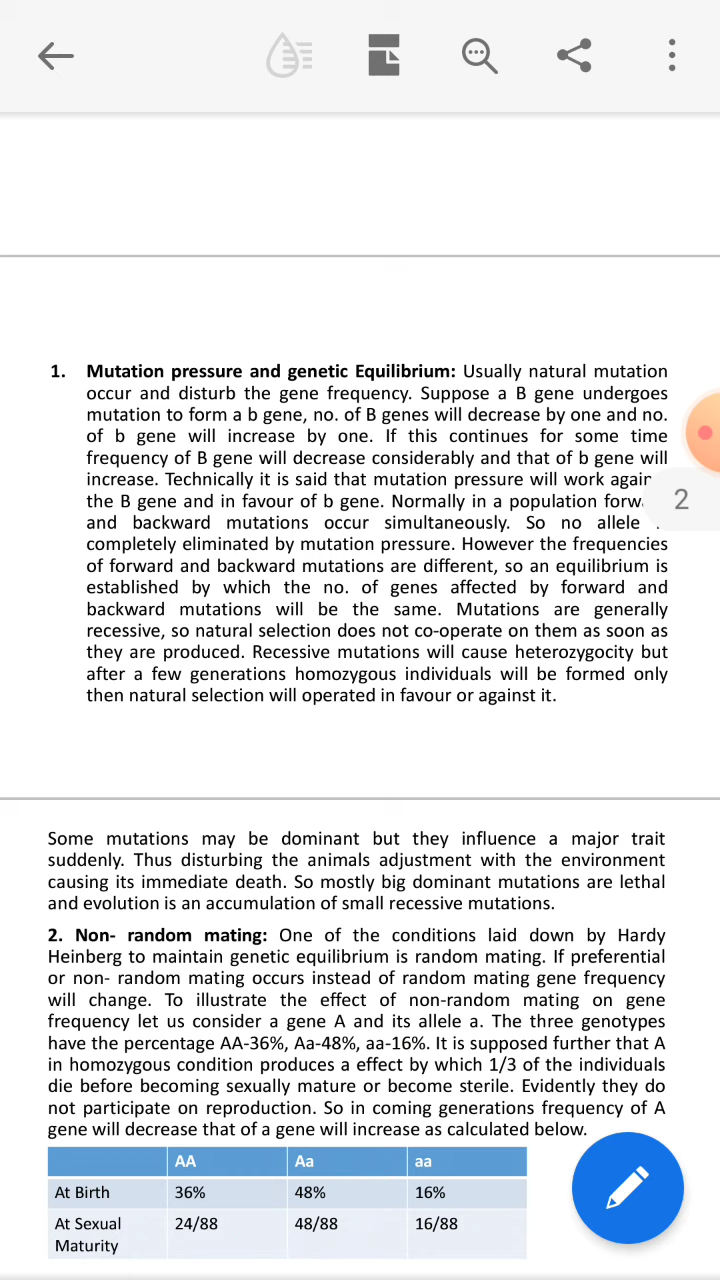 1. Mutation pressure and genetic Equilibrium: Usually natural mutation
occur and disturb the gene frequency. Suppose a B gene undergoes
mutation to form a b gene, no. of B genes will decrease by one and no.
of b gene will increase by one. If this continues for some time
frequency of B gene will decrease considerably and that of b gene will
increase. Technically it is said that mutation pressure will work
the B gene and in favour of b gene. Normally in a population
2
and backward mutations occur simultaneously. So no allele
completely eliminated by mutation pressure. However the frequencies
of forward and backward mutations are different, so an equilibrium is
established by which the no. of genes affected by forward and
backward mutations will be the same. Mutations are generally
recessive, so natural selection does not co-operate on them as soon as
they are produced. Recessive mutations will cause heterozygocity but
after a few generations homozygous individuals will be formed only
then natural selection will operated in favour or against it.
Some mutations may be dominant but they influence a major trait
suddenly. Thus disturbing the animals adjustment with the environment
causing its immediate death. So mostly big dominant mutations are lethal
and evolution is an accumulation of small recessive mutations.
2. Non- random mating: One of the conditions laid down by Hardy
Heinberg to maintain genetic equilibrium is random mating. If preferential
or non- random mating occurs instead of random mating gene frequency
will change. To illustrate the effect of non-random mating on gene
frequency let us consider a gene A and its allele a. The three genotypes
have the percentage AA-36%, Aa-48%, aa-16%. It is supposed further that A
in homozygous condition produces a effect by which 1/3 of the individuals
die before becoming sexually mature or become sterile. Evidently they do
not participate on reproduction. So in coming generations frequency of A
gene will decrease that of a gene will increase as calculated below.
AA Aa aa
At Birth 36% 48% 16%
At Sexual 24/88 48/88 16/88
Maturity